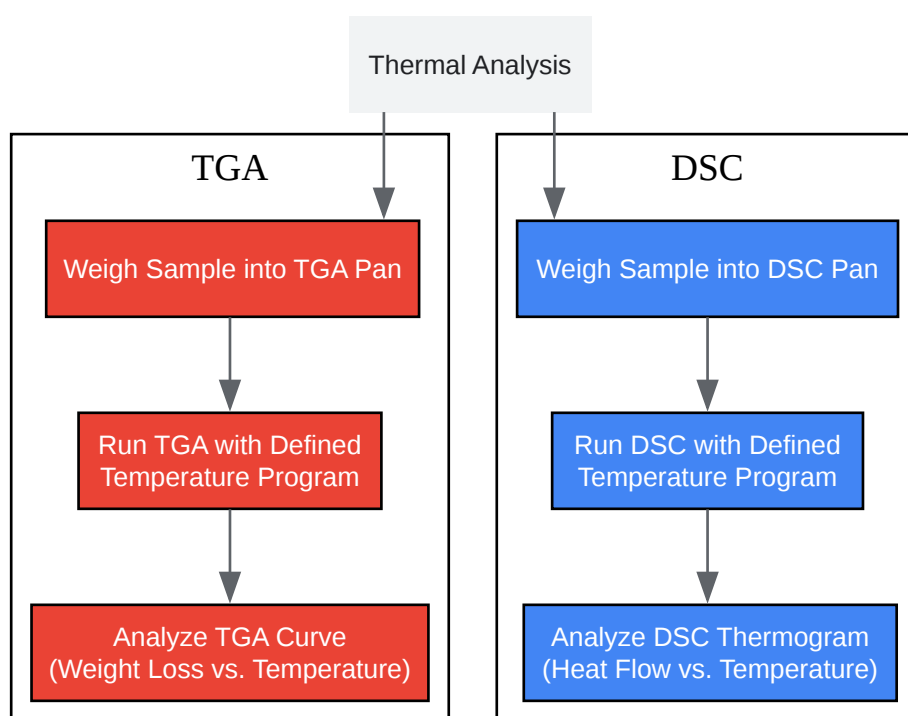 Thermal Analysis
TGA
Weigh Sample into TGA Pan
Run TGA with Defined
Temperature Program
Analyze TGA Curve
(Weight Loss vs. Temperature)
DSC
Weigh Sample into DSC Pan
Run DSC with Defined
Temperature Program
Analyze DSC Thermogram
(Heat Flow vs. Temperature)